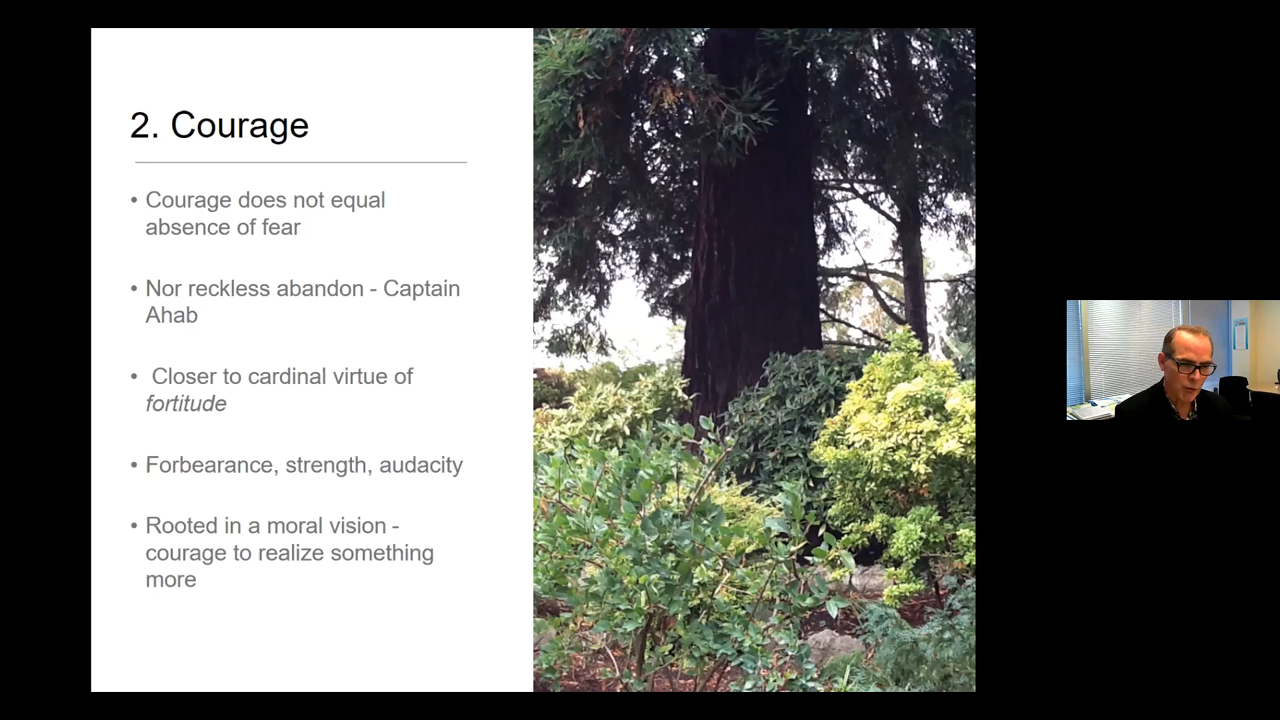 2. Courage
• Courage does not equal
absence of fear
• Nor reckless abandon - Captain
Ahab
• Closer to cardinal virtue of
fortitude
• Forbearance, strength, audacity
• Rooted in a moral vision -
courage to realize something
more